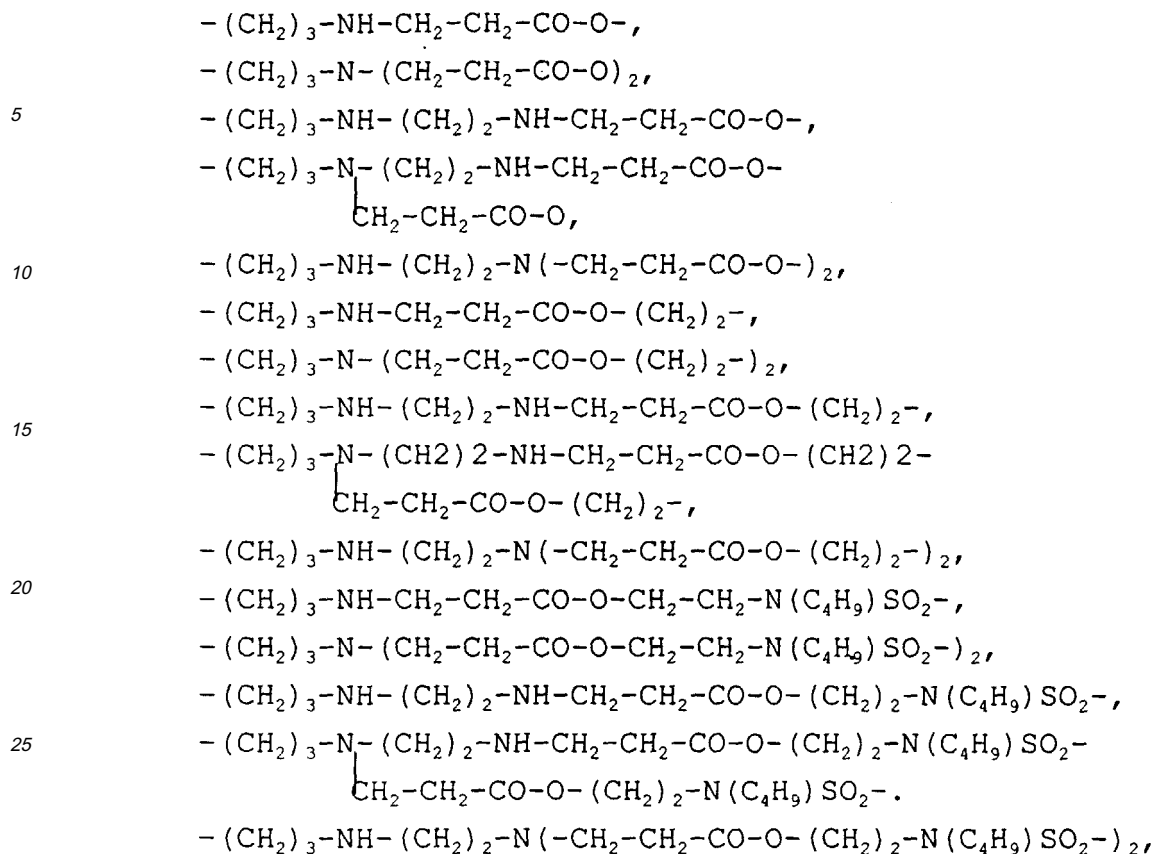 -(CH₂)₃-NH-CH₂-CH₂-CO-O-,
-(CH₂)₃-N-(CH₂-CH₂-CO-O)₂,
5 -(CH₂)₃-NH-(CH₂)₂-NH-CH₂-CH₂-CO-O-,
-(CH₂)₃-N-(CH₂)₂-NH-CH₂-CH₂-CO-O-
CH₂-CH₂-CO-O,
10 -(CH₂)₃-NH-(CH₂)₂-N(-CH₂-CH₂-CO-O-)₂,
-(CH₂)₃-NH-CH₂-CH₂-CO-O-(CH₂)₂-,
-(CH₂)₃-N-(CH₂-CH₂-CO-O-(CH₂)₂-)₂,
-(CH₂)₃-NH-(CH₂)₂-NH-CH₂-CH₂-CO-O-(CH₂)₂-,
15 -(CH₂)₃-N-(CH2)2-NH-CH₂-CH₂-CO-O-(CH2)2-
CH₂-CH₂-CO-O-(CH₂)₂-,
-(CH₂)₃-NH-(CH₂)₂-N(-CH₂-CH₂-CO-O-(CH₂)₂-)₂,
20 -(CH₂)₃-NH-CH₂-CH₂-CO-O-CH₂-CH₂-N(C₄H₉)SO₂-,
-(CH₂)₃-N-(CH₂-CH₂-CO-O-CH₂-CH₂-N(C₄H₉)SO₂-)₂,
-(CH₂)₃-NH-(CH₂)₂-NH-CH₂-CH₂-CO-O-(CH₂)₂-N(C₄H₉)SO₂-,
25 -(CH₂)₃-N-(CH₂)₂-NH-CH₂-CH₂-CO-O-(CH₂)₂-N(C₄H₉)SO₂-
CH₂-CH₂-CO-O-(CH₂)₂-N(C₄H₉)SO₂-.
-(CH₂)₃-NH-(CH₂)₂-N(-CH₂-CH₂-CO-O-(CH₂)₂-N(C₄H₉)SO₂-)₂,